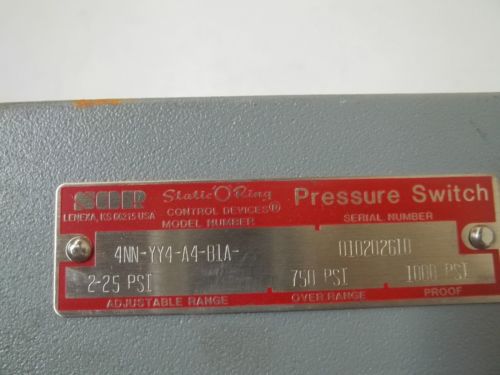 SOR Static "O" Ring Pressure Switch
LENEXA, KS 66215 USA CONTROL DEVICES® SERIAL NUMBER
MODEL NUMBER
4NN-YY4-A4-B1A- 010202610
2-25 PSI 750 PSI 1000 PSI
ADJUSTABLE RANGE OVER RANGE PROOF